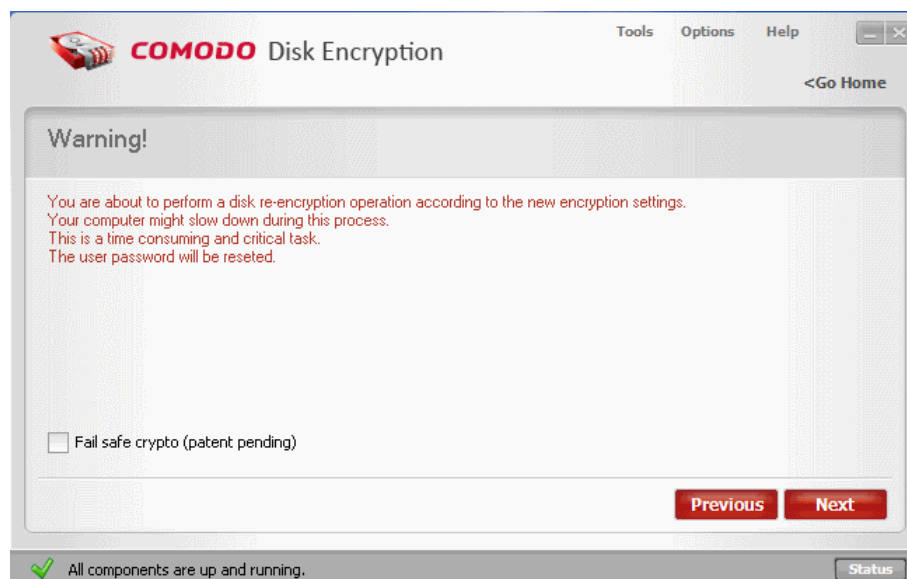 COMODO Disk Encryption
Tools Options Help
<Go Home
Warning!
You are about to perform a disk re-encryption operation according to the new encryption settings.
Your computer might slow down during this process.
This is a time consuming and critical task.
The user password will be reseted.
Fail safe crypto (patent pending)
Previous Next
All components are up and running.
Status